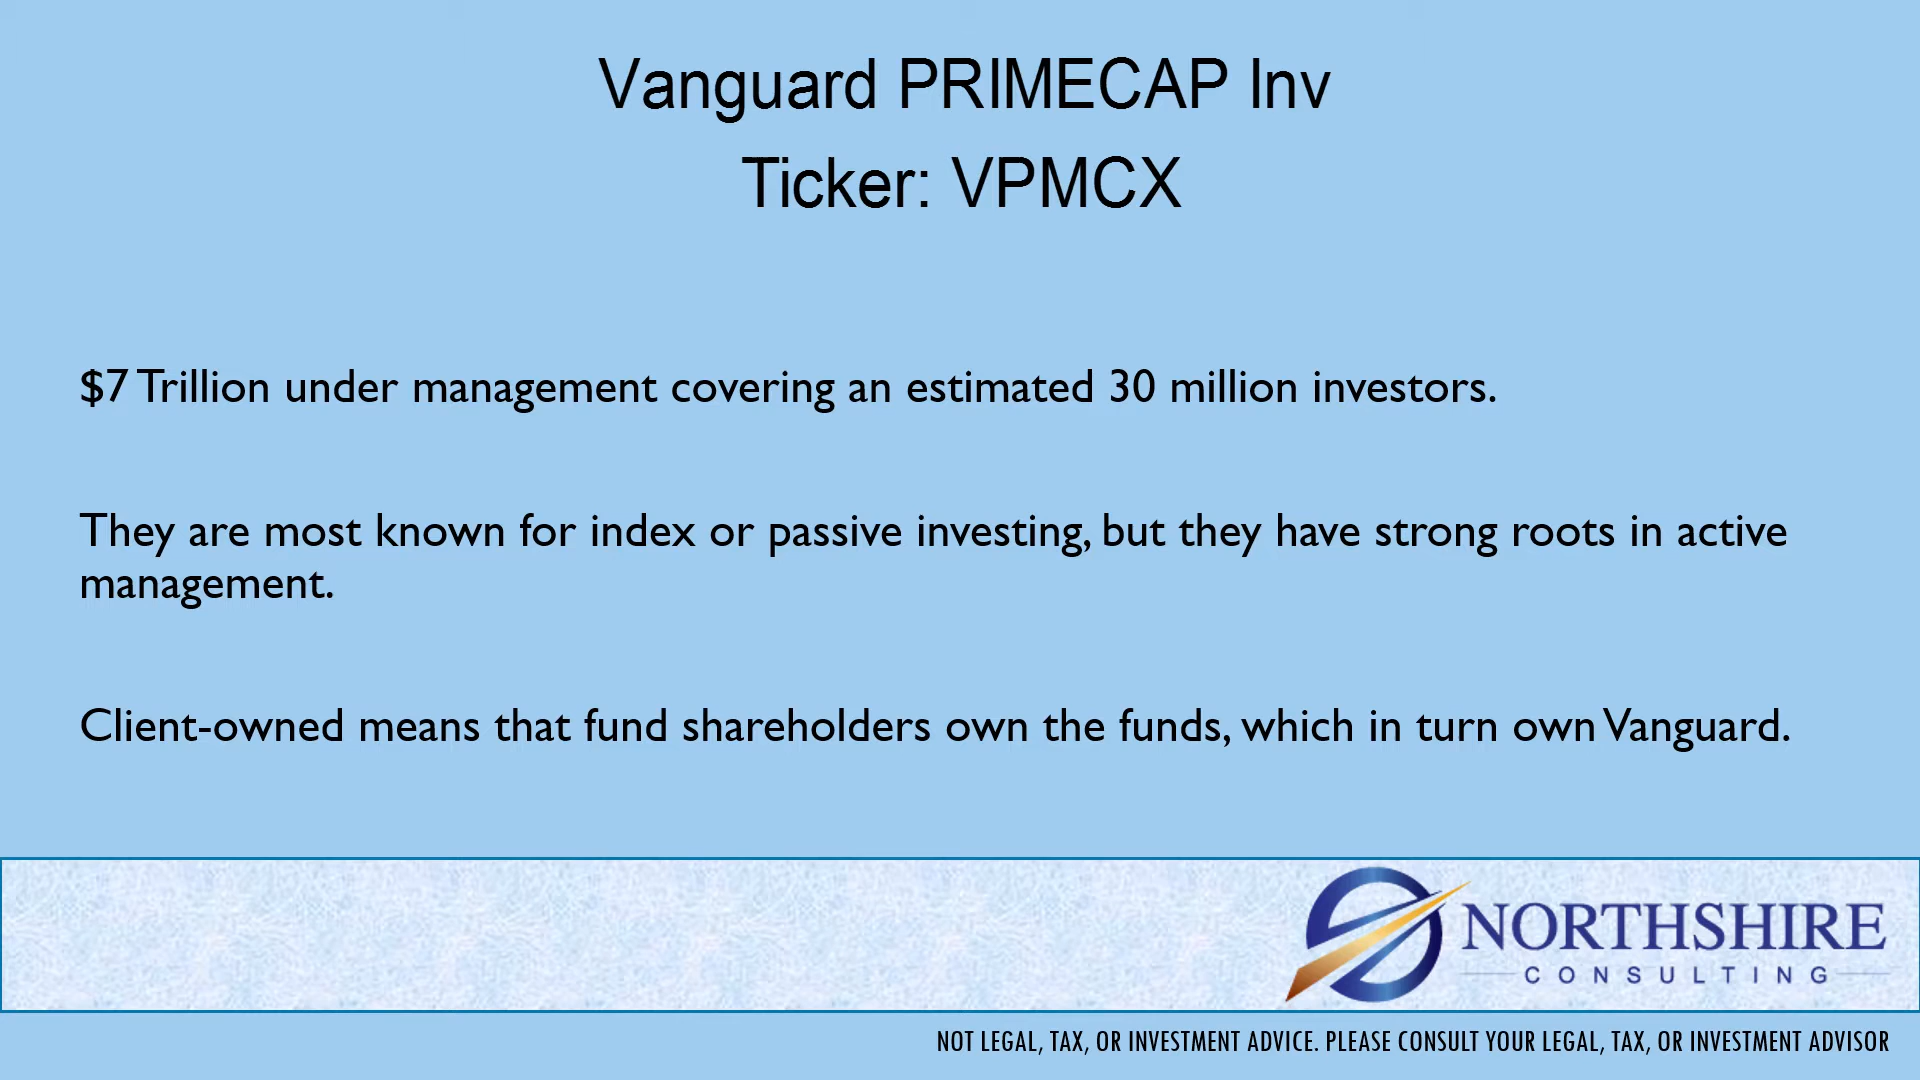 Vanguard PRIMECAP Inv
Ticker: VPMCX
$7 Trillion under management covering an estimated 30 million investors.
They are most known for index or passive investing, but they have strong roots in active
management.
Client-owned means that fund shareholders own the funds, which in turn own Vanguard.
NORTHSHIRE
CONSULTING
NOT LEGAL, TAX, OR INVESTMENT ADVICE. PLEASE CONSULT YOUR LEGAL, TAX, OR INVESTMENT ADVISOR